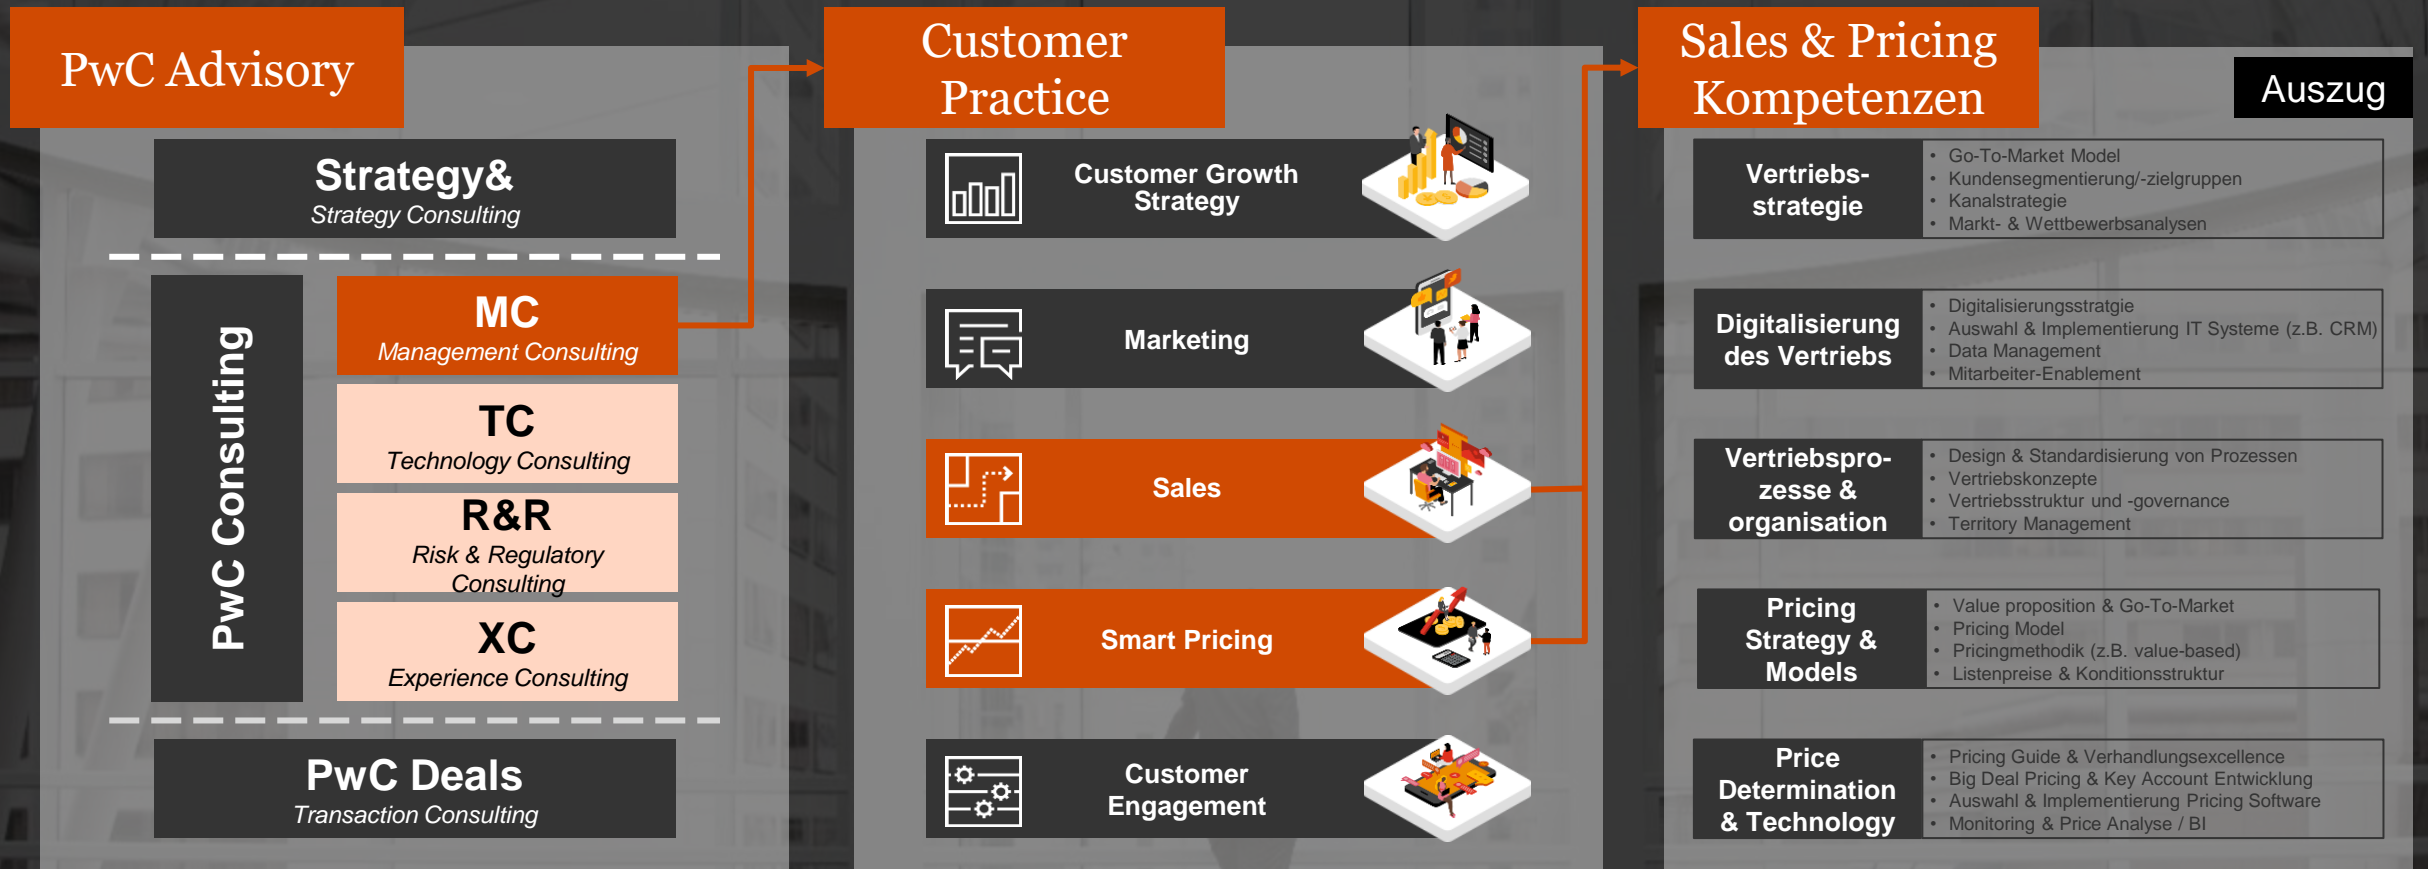 PwC Advisory
Strategy&
Strategy Consulting
PwC Consulting
MC
Management Consulting
TC
Technology Consulting
R&R
Risk & Regulatory
Consulting
XC
Experience Consulting
PwC Deals
Transaction Consulting
Customer
Practice
Customer Growth
Strategy
Marketing
Sales
Smart Pricing
Customer
Engagement
Sales & Pricing
Kompetenzen
Auszug
Vertriebs-
strategie
• Go-To-Market Model
• Kundensegmentierung/-zielgruppen
• Kanalstrategie
• Markt- & Wettbewerbsanalysen
Digitalisierung
des Vertriebs
• Digitalisierungsstratgie
• Auswahl & Implementierung IT Systeme (z.B. CRM)
• Data Management
• Mitarbeiter-Enablement
Vertriebspro-
zesse &
organisation
• Design & Standardisierung von Prozessen
• Vertriebskonzepte
• Vertriebsstruktur und -governance
• Territory Management
Pricing
Strategy &
Models
• Value proposition & Go-To-Market
• Pricing Model
• Pricingmethodik (z.B. value-based)
• Listenpreise & Konditionsstruktur
Price
Determination
& Technology
• Pricing Guide & Verhandlungsexcellence
• Big Deal Pricing & Key Account Entwicklung
• Auswahl & Implementierung Pricing Software
• Monitoring & Price Analyse / BI